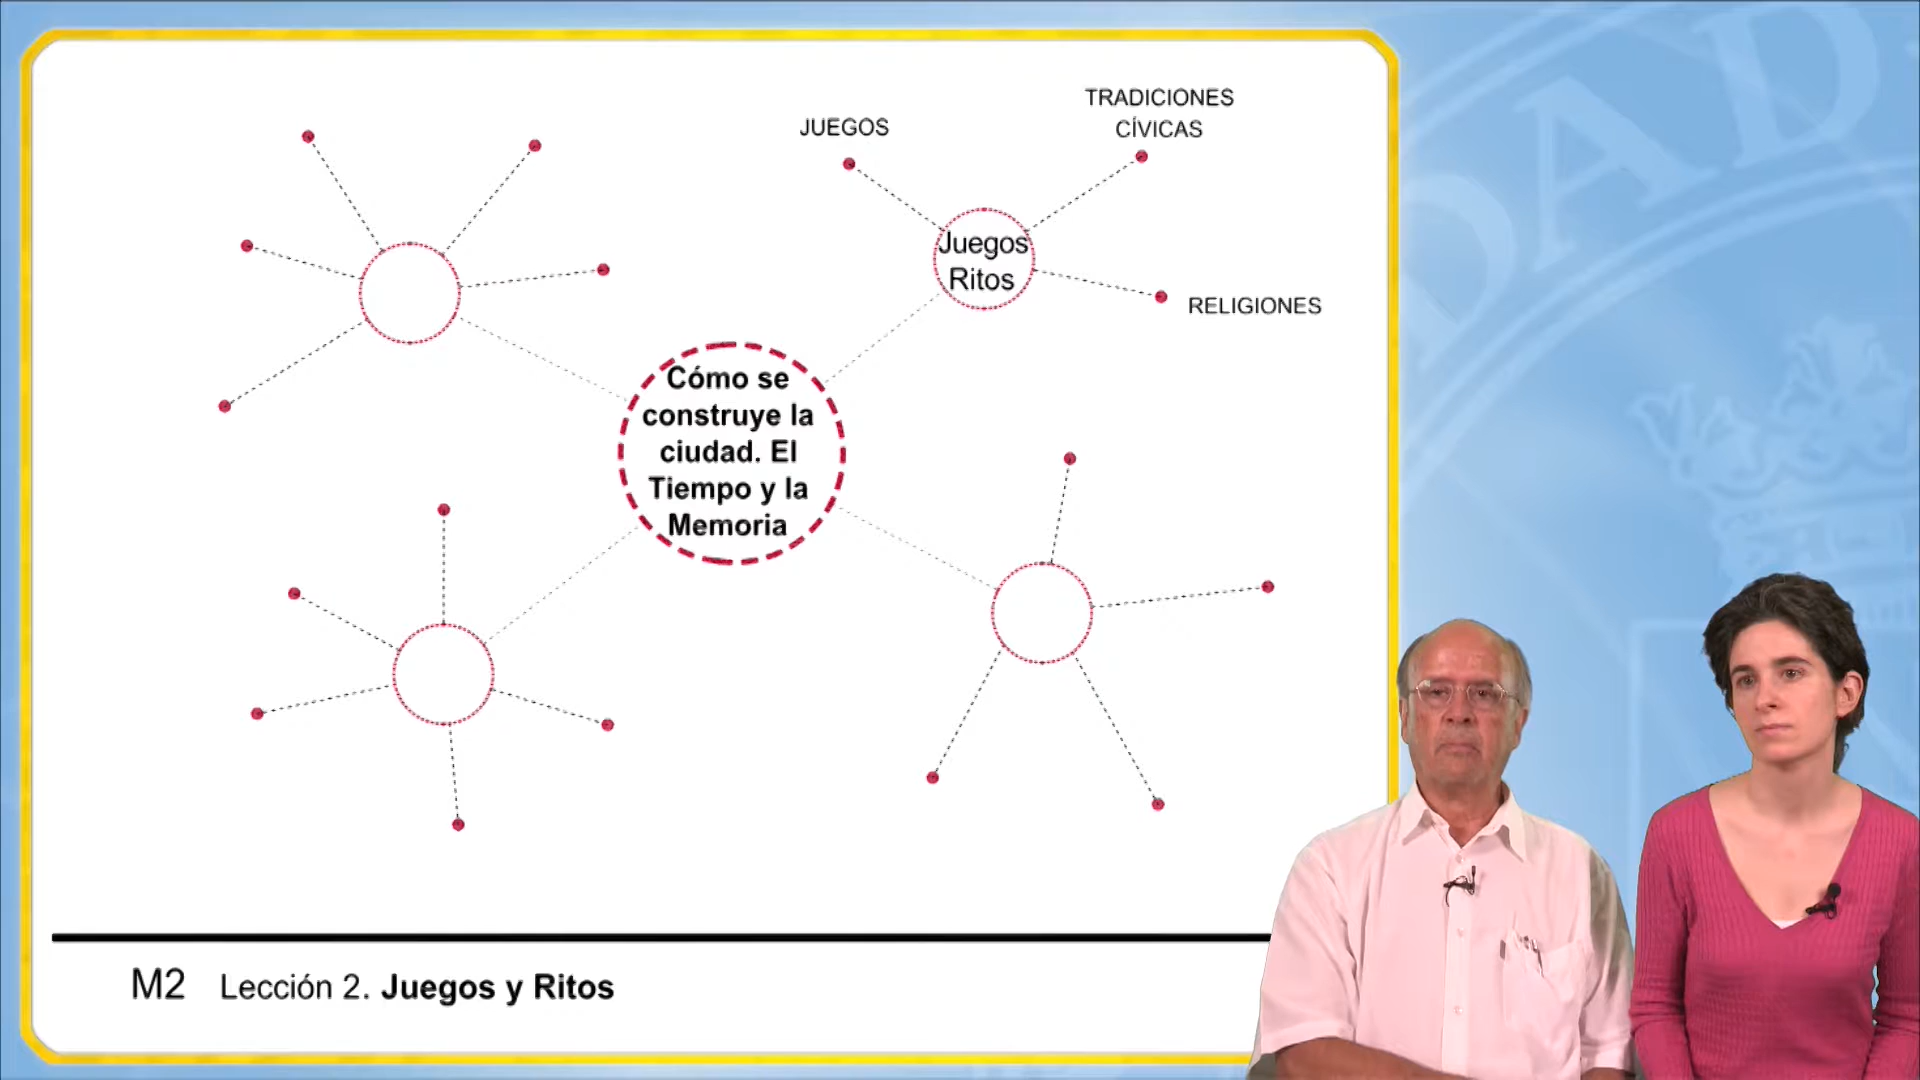 JUEGOS
TRADICIONES
CÍVICAS
Juegos
Ritos
RELIGIONES
Cómo se
construye la
ciudad. El
Tiempo y la
Memoria
M2 Lección 2. Juegos y Ritos